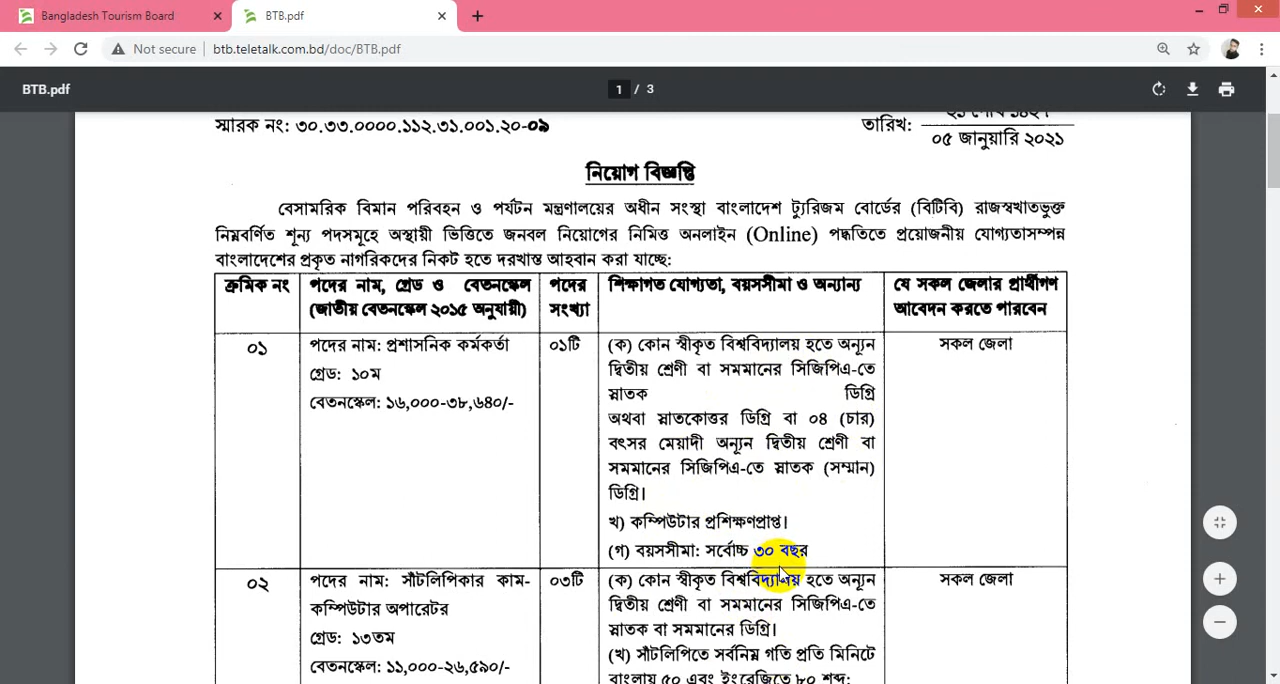 Bangladesh Tourism Board
BTB.pdf
Not secure
btb.teletalk.com.bd/doc/BTB.pdf
BTB.pdf
1 / 3
স্মারক নং: ৩০.৩৩.০০০০.১১২.৩১.০০১.২০-০৯
তারিখ:
০৫ জানুয়ারি ২০২১
নিয়োগ বিজ্ঞপ্তি
বেসামরিক বিমান পরিবহন ও পর্যটন মন্ত্রণালয়ের অধীন সংস্থা বাংলাদেশ ট্যুরিজম বোর্ডের (বিটিবি) রাজস্বখাতভুক্ত
নিম্নবর্ণিত শূন্য পদসমূহে অস্থায়ী ভিত্তিতে জনবল নিয়োগের নিমিত্ত অনলাইন (Online) পদ্ধতিতে প্রয়োজনীয় যোগ্যতাসম্পন্ন
বাংলাদেশের প্রকৃত নাগরিকদের নিকট হতে দরখাস্ত আহবান করা যাচ্ছে:
ক্রমিক নং
পদের নাম, গ্রেড ও বেতনস্কেল
(জাতীয় বেতনস্কেল ২০১৫ অনুযায়ী)
পদের
সংখ্যা
শিক্ষাগত যোগ্যতা, বয়সসীমা ও অন্যান্য
যে সকল জেলার প্রার্থীগণ
আবেদন করতে পারবেন
০১
পদের নাম: প্রশাসনিক কর্মকর্তা
গ্রেড: ১০ম
বেতনস্কেল: ১৬,০০০-৩৮,৬৪০/-
০১টি
(ক) কোন স্বীকৃত বিশ্ববিদ্যালয় হতে অন্যূন
দ্বিতীয় শ্রেণী বা সমমানের সিজিপিএ-তে
স্নাতক ডিগ্রি
অথবা স্নাতকোত্তর ডিগ্রি বা ০৪ (চার)
বৎসর মেয়াদী অন্যূন দ্বিতীয় শ্রেণী বা
সমমানের সিজিপিএ-তে স্নাতক (সম্মান)
ডিগ্রি।
খ) কম্পিউটার প্রশিক্ষণপ্রাপ্ত।
(গ) বয়সসীমা: সর্বোচ্চ ৩০ বছর
সকল জেলা
০২
পদের নাম: সাঁটলিপিকার কাম-
কম্পিউটার অপারেটর
গ্রেড: ১৩তম
বেতনস্কেল: ১১,০০০-২৬,৫৯০/-
০৩টি
(ক) কোন স্বীকৃত বিশ্ববিদ্যালয় হতে অন্যূন
দ্বিতীয় শ্রেণী বা সমমানের সিজিপিএ-তে
স্নাতক বা সমমানের ডিগ্রি।
(খ) সাঁটলিপিতে সর্বনিম্ন গতি প্রতি মিনিটে
বাংলায় ৫০ এবং ইংরেজিতে ৮০ শব্দ;
সকল জেলা